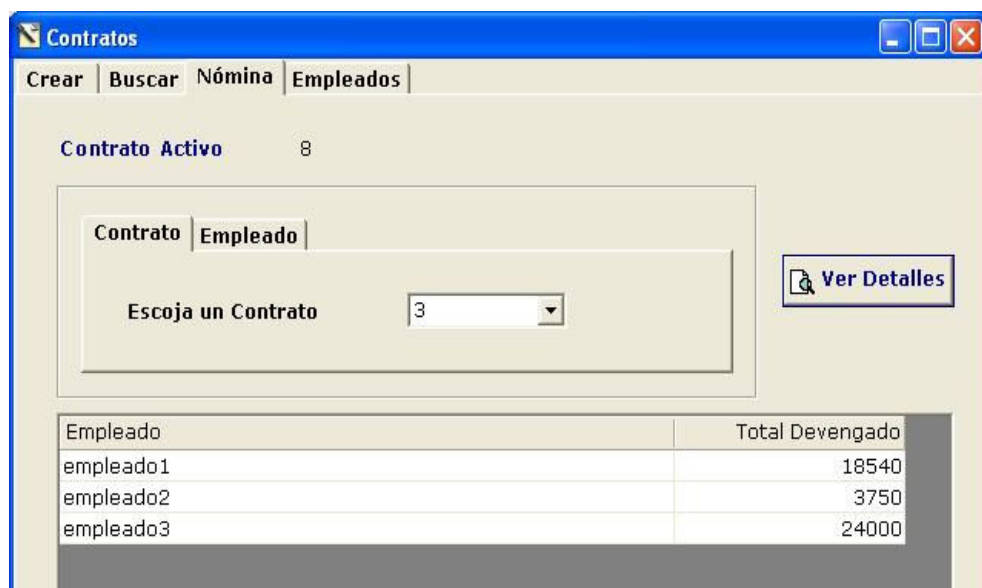 Contratos
Crear Buscar Nómina Empleados
Contrato Activo 8
Contrato Empleado
Escoja un Contrato 3
Ver Detalles
Empleado Total Devengado
empleado1 18540
empleado2 3750
empleado3 24000